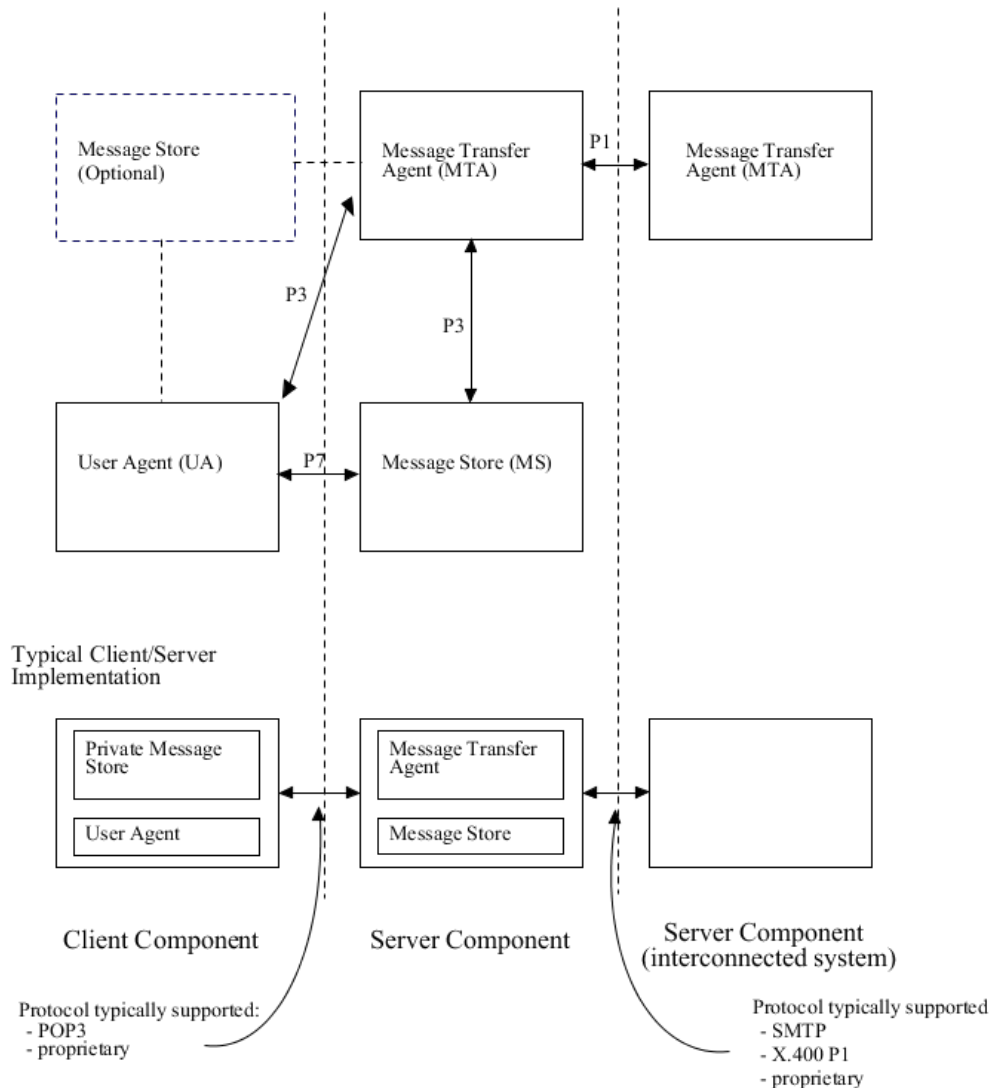 Message Store
(Optional)
Message Transfer
Agent (MTA)
P1
Message Transfer
Agent (MTA)
P3
P3
User Agent (UA)
P7
Message Store (MS)
Typical Client/Server
Implementation
Private Message
Store
User Agent
Message Transfer
Agent
Message Store
Client Component
Server Component
Server Component
(interconnected system)
Protocol typically supported:
- POP3
- proprietary
Protocol typically supported
- SMTP
- X.400 P1
- proprietary